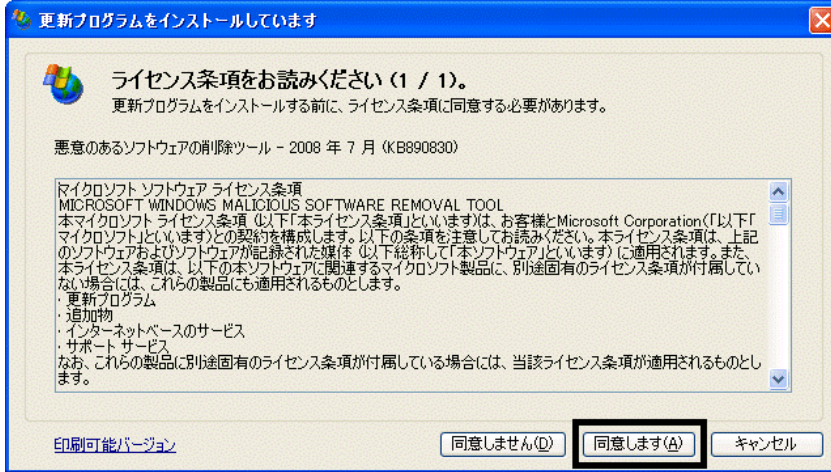 更新プログラムをインストールしています
ライセンス条項をお読みください (1 / 1)。
更新プログラムをインストールする前に、ライセンス条項に同意する必要があります。
悪意のあるソフトウェアの削除ツール - 2008 年 7 月 (KB890830)
マイクロソフト ソフトウェア ライセンス条項
MICROSOFT WINDOWS MALICIOUS SOFTWARE REMOVAL TOOL
本マイクロソフト ライセンス条項 (以下「本ライセンス条項」といいます)は、お客様とMicrosoft Corporation(「以下「
マイクロソフト」といいます)との契約を構成します。以下の条項を注意してお読みください。本ライセンス条項は、上記
のソフトウェアおよびソフトウェアが記録された媒体 (以下総称して「本ソフトウェア」といいます) に適用されます。また、
本ライセンス条項は、以下の本ソフトウェアに関連するマイクロソフト製品に、別途固有のライセンス条項が付属してい
ない場合には、これらの製品にも適用されるものとします。
・更新プログラム
・追加物
・インターネットベースのサービス
・サポート サービス
なお、これらの製品に別途固有のライセンス条項が付属している場合には、当該ライセンス条項が適用されるものとし
ます。
印刷可能バージョン
同意しません(D)
同意します(A)
キャンセル